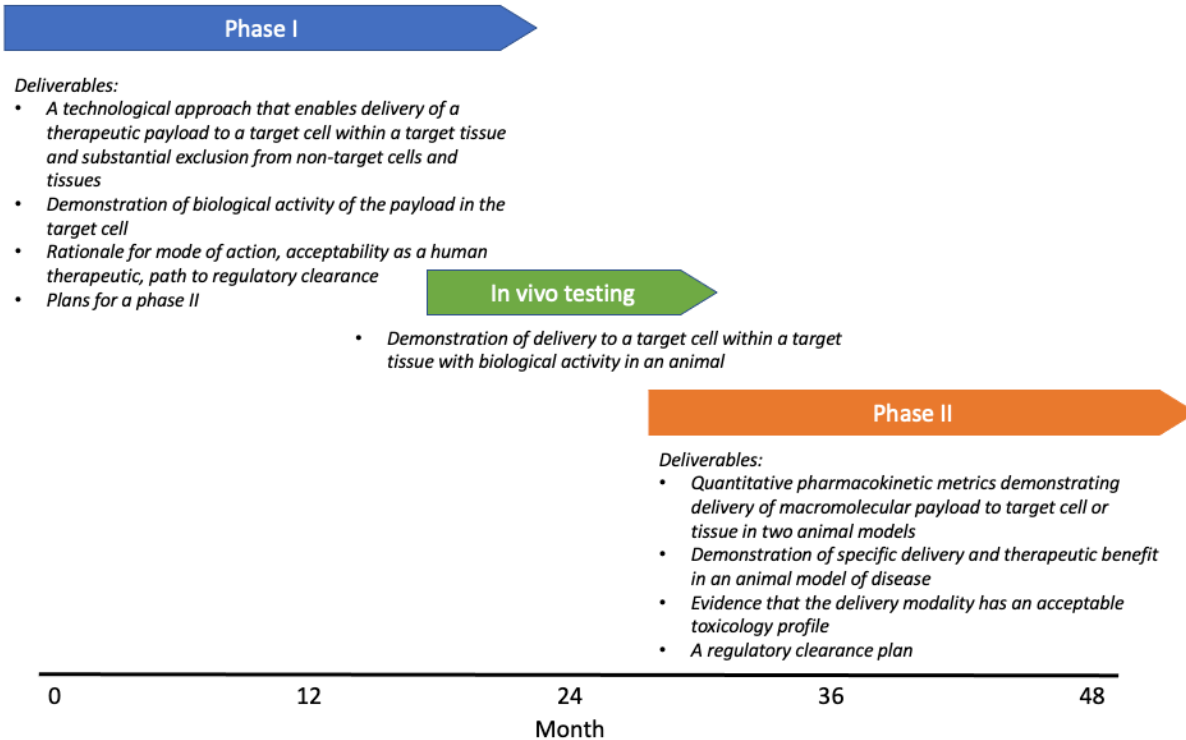 Phase I
Deliverables:
• A technological approach that enables delivery of a
therapeutic payload to a target cell within a target tissue
and substantial exclusion from non-target cells and
tissues
• Demonstration of biological activity of the payload in the
target cell
• Rationale for mode of action, acceptability as a human
therapeutic, path to regulatory clearance
• Plans for a phase II
In vivo testing
• Demonstration of delivery to a target cell within a target
tissue with biological activity in an animal
Phase II
Deliverables:
• Quantitative pharmacokinetic metrics demonstrating
delivery of macromolecular payload to target cell or
tissue in two animal models
• Demonstration of specific delivery and therapeutic benefit
in an animal model of disease
• Evidence that the delivery modality has an acceptable
toxicology profile
• A regulatory clearance plan
0 12 24 36 48
Month